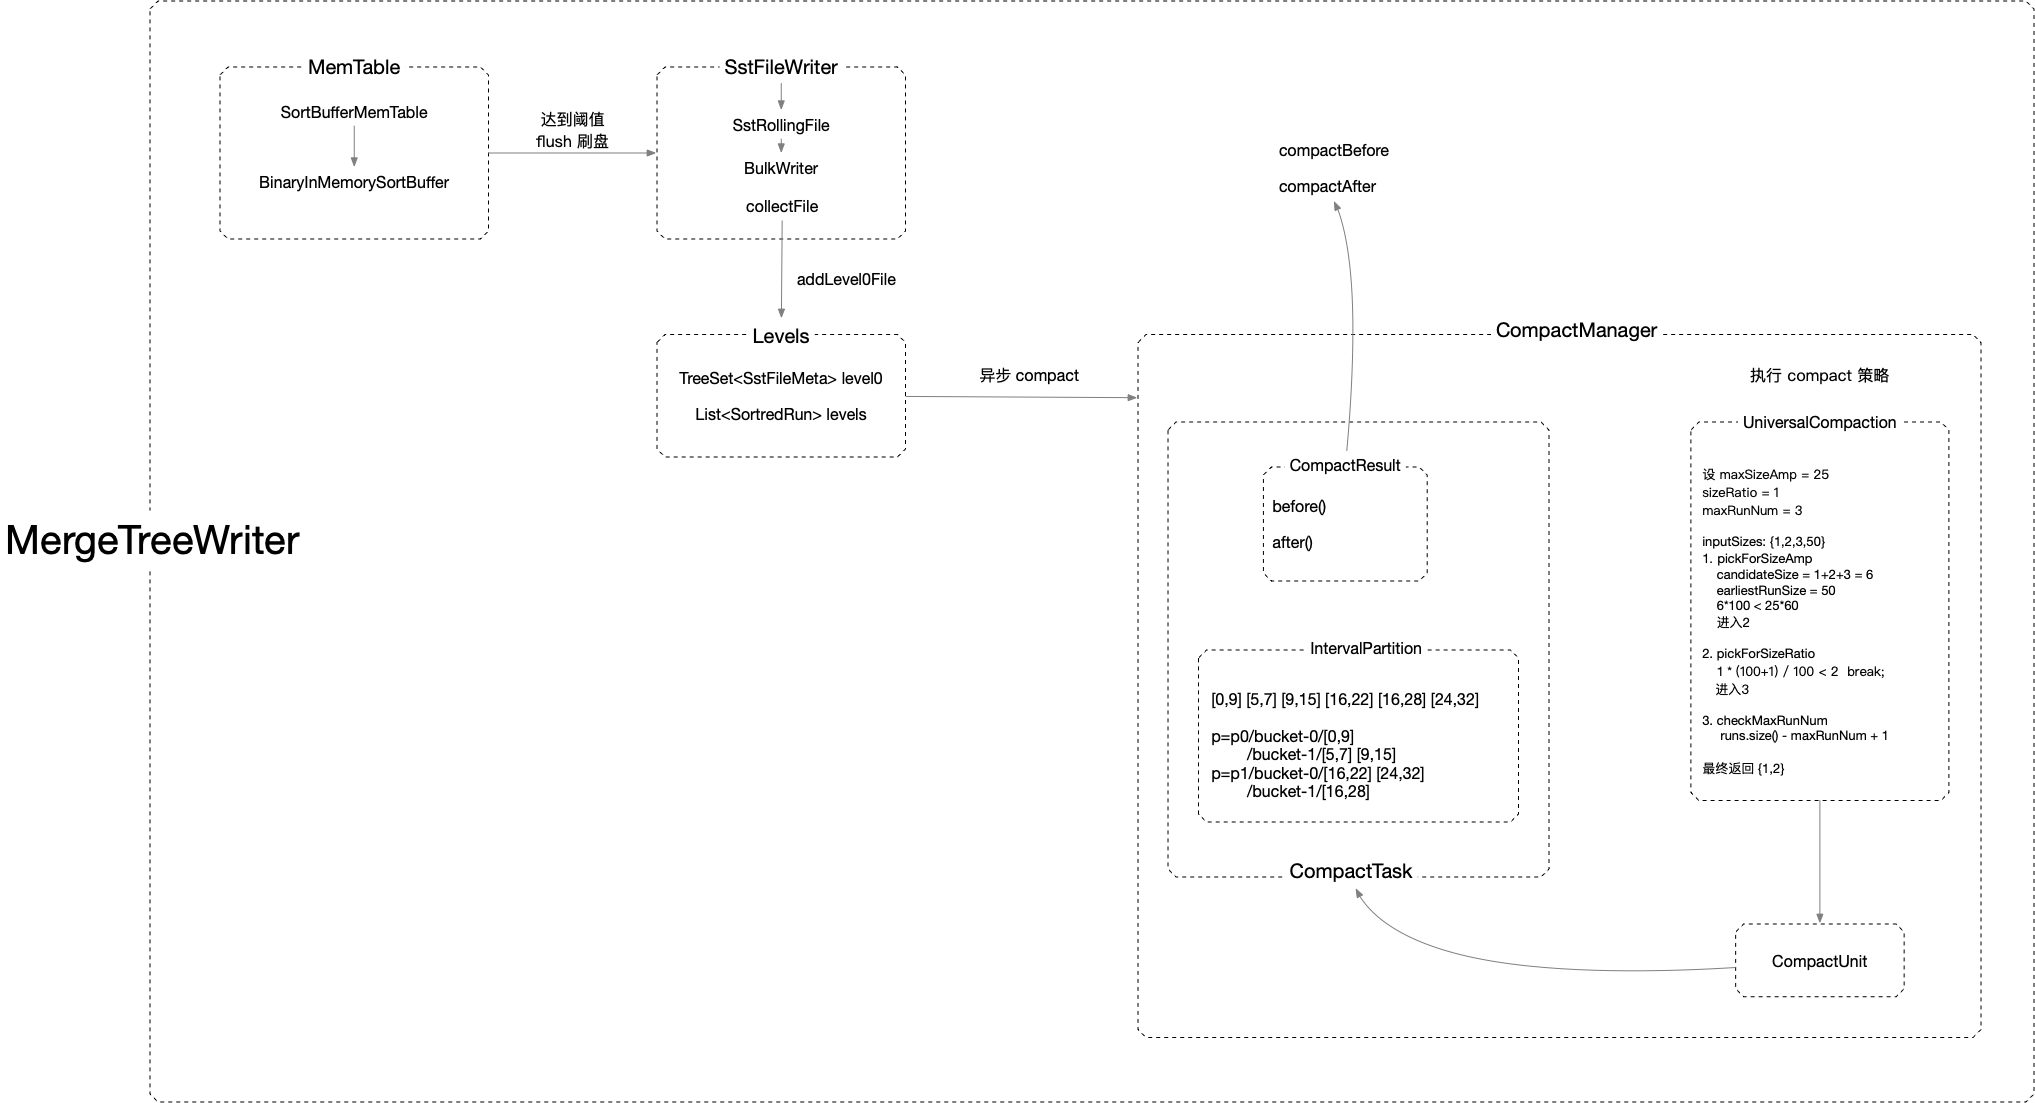 MergeTreeWriter
MemTable
SortBufferMemTable
BinaryInMemorySortBuffer
达到阈值
flush 刷盘
SstFileWriter
SstRollingFile
BulkWriter
collectFile
addLevel0File
Levels
TreeSet<SstFileMeta> level0
List<SortredRun> levels
异步 compact
compactBefore
compactAfter
CompactManager
执行 compact 策略
CompactResult
before()
after()
IntervalPartition
[0,9] [5,7] [9,15] [16,22] [16,28] [24,32]
p=p0/bucket-0/[0,9]
/bucket-1/[5,7] [9,15]
p=p1/bucket-0/[16,22] [24,32]
/bucket-1/[16,28]
CompactTask
UniversalCompaction
设 maxSizeAmp = 25
sizeRatio = 1
maxRunNum = 3
inputSizes: {1,2,3,50}
1. pickForSizeAmp
candidateSize = 1+2+3 = 6
earliestRunSize = 50
6*100 < 25*60
进入2
2. pickForSizeRatio
1 * (100+1) / 100 < 2 break;
进入3
3. checkMaxRunNum
runs.size() - maxRunNum + 1
最终返回 {1,2}
CompactUnit